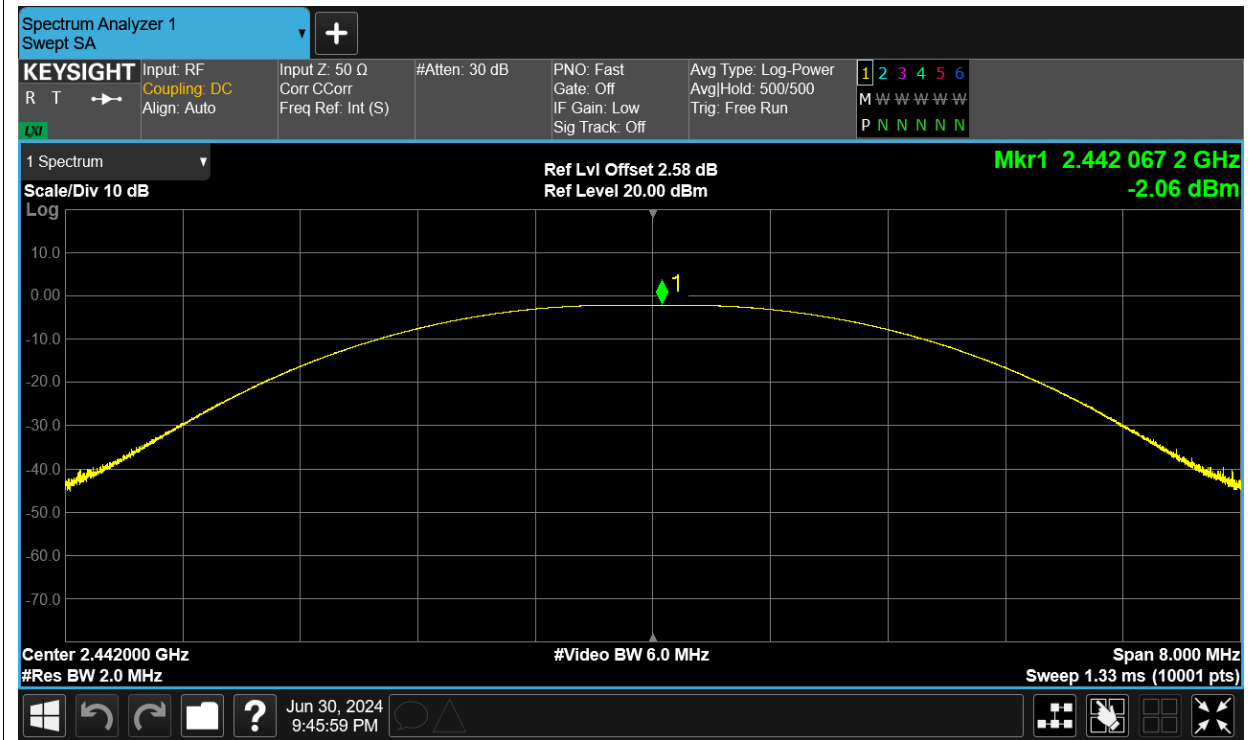 Spectrum Analyzer 1
Swept SA
KEYSIGHT
R T
LXI
Input: RF
Coupling: DC
Align: Auto
Input Z: 50 Ω
Corr CCorr
Freq Ref: Int (S)
#Atten: 30 dB
PNO: Fast
Gate: Off
IF Gain: Low
Sig Track: Off
Avg Type: Log-Power
Avg|Hold: 500/500
Trig: Free Run
1 2 3 4 5 6
M W W W W W
P N N N N N
1 Spectrum
Scale/Div 10 dB
Log
Ref Lvl Offset 2.58 dB
Ref Level 20.00 dBm
Mkr1 2.442 067 2 GHz
-2.06 dBm
1
10.0
0.00
-10.0
-20.0
-30.0
-40.0
-50.0
-60.0
-70.0
Center 2.442000 GHz
#Res BW 2.0 MHz
#Video BW 6.0 MHz
Span 8.000 MHz
Sweep 1.33 ms (10001 pts)
?
Jun 30, 2024
9:45:59 PM